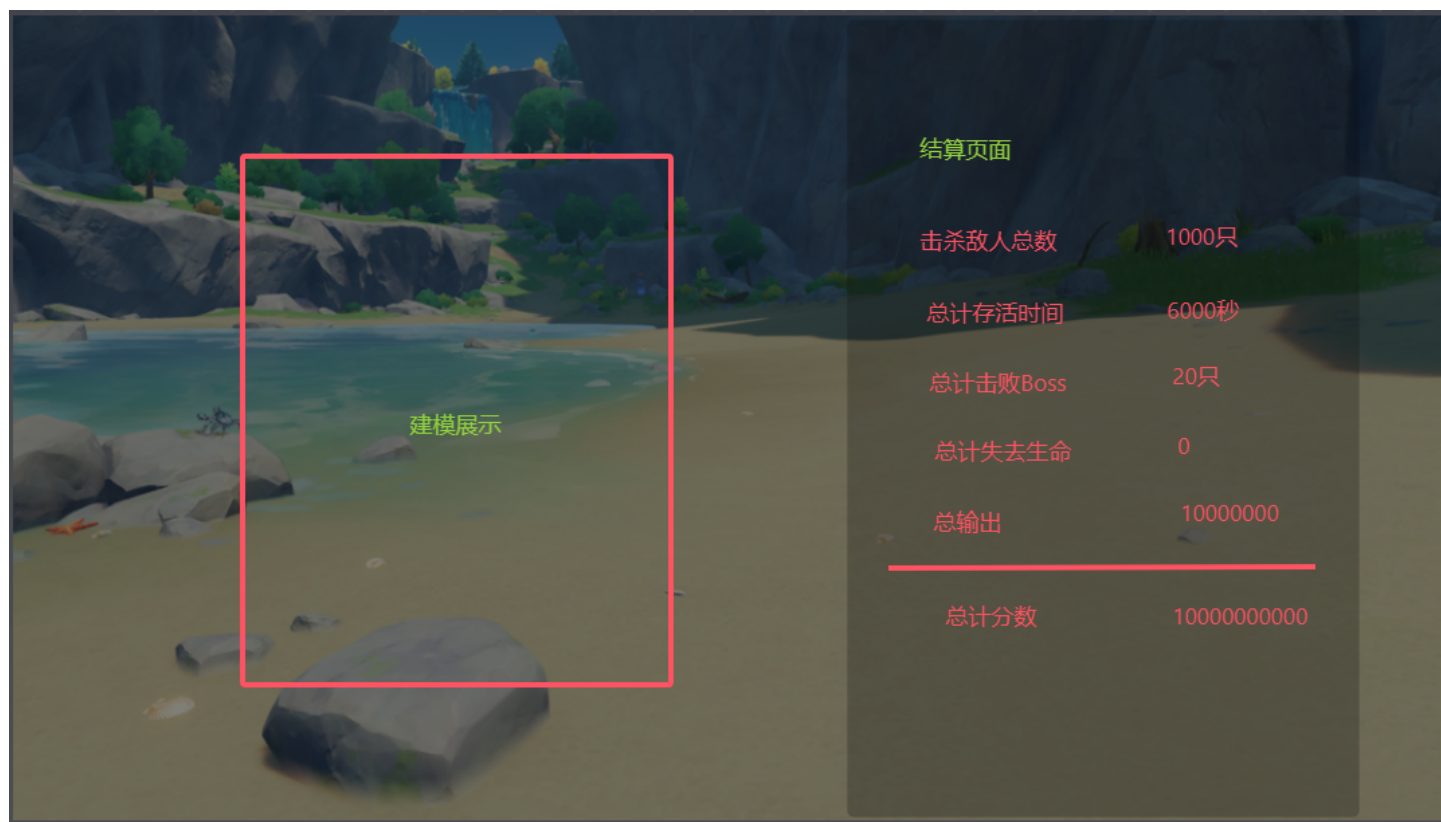 结算页面
击杀敌人总数 1000只
总计存活时间 6000秒
建模展示
总计击败Boss 20只
总计失去生命 0
总输出 10000000
总计分数 10000000000